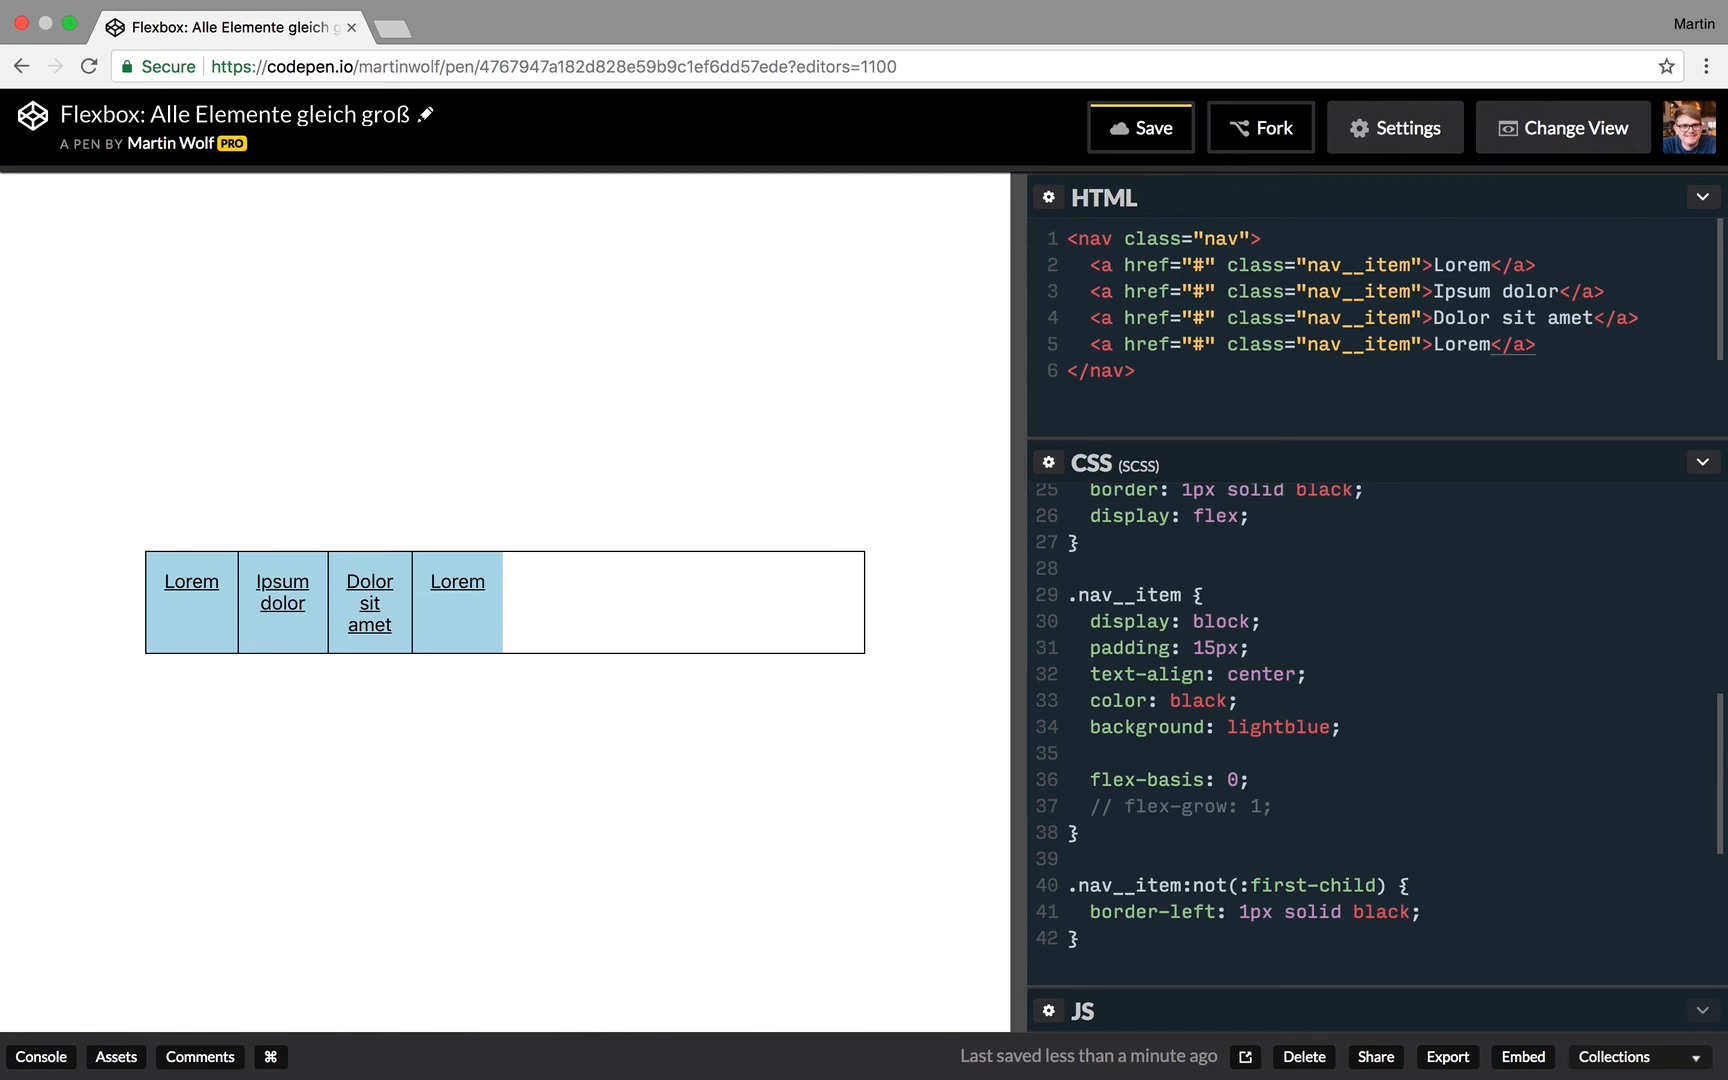 Flexbox: Alle Elemente gleich g
Martin
Secure
https://codepen.io/martinwolf/pen/4767947a182d828e59b9c1ef6dd57ede?editors=1100
Flexbox: Alle Elemente gleich groß
A PEN BY Martin Wolf PRO
Save
Fork
Settings
Change View
Lorem
Ipsum
dolor
Dolor
sit
amet
Lorem
HTML
1 <nav class="nav">
2 <a href="#" class="nav__item">Lorem</a>
3 <a href="#" class="nav__item">Ipsum dolor</a>
4 <a href="#" class="nav__item">Dolor sit amet</a>
5 <a href="#" class="nav__item">Lorem</a>
6 </nav>
CSS (SCSS)
25 border: 1px solid black;
26 display: flex;
27 }
28
29 .nav__item {
30 display: block;
31 padding: 15px;
32 text-align: center;
33 color: black;
34 background: lightblue;
35
36 flex-basis: 0;
37 // flex-grow: 1;
38 }
39
40 .nav__item:not(:first-child) {
41 border-left: 1px solid black;
42 }
JS
Console
Assets
Comments
⌘
Last saved less than a minute ago
Delete
Share
Export
Embed
Collections